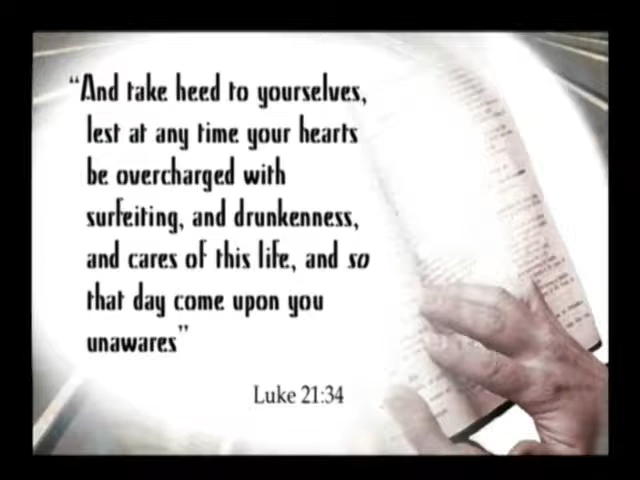 “And take heed to yourselves,
lest at any time your hearts
be overcharged with
surfeiting, and drunkenness,
and cares of this life, and so
that day come upon you
unawares”
Luke 21:34